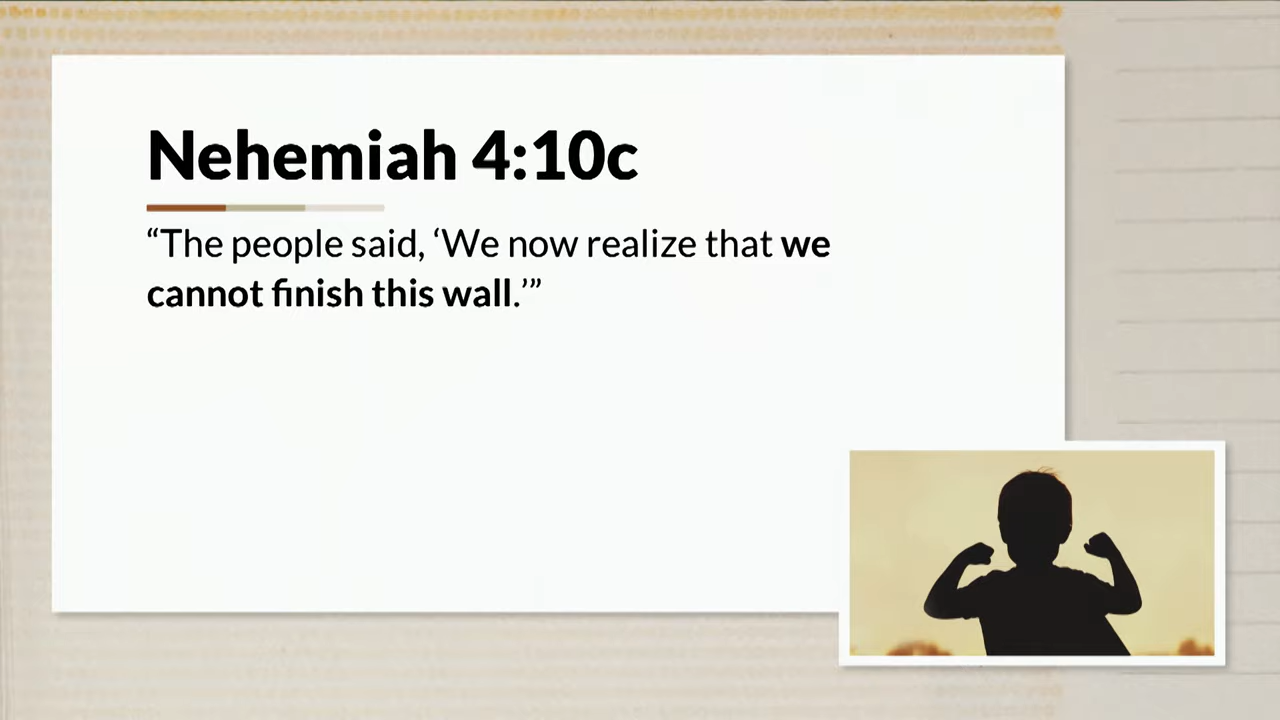 Nehemiah 4:10c
“The people said, ‘We now realize that we
cannot finish this wall.’”